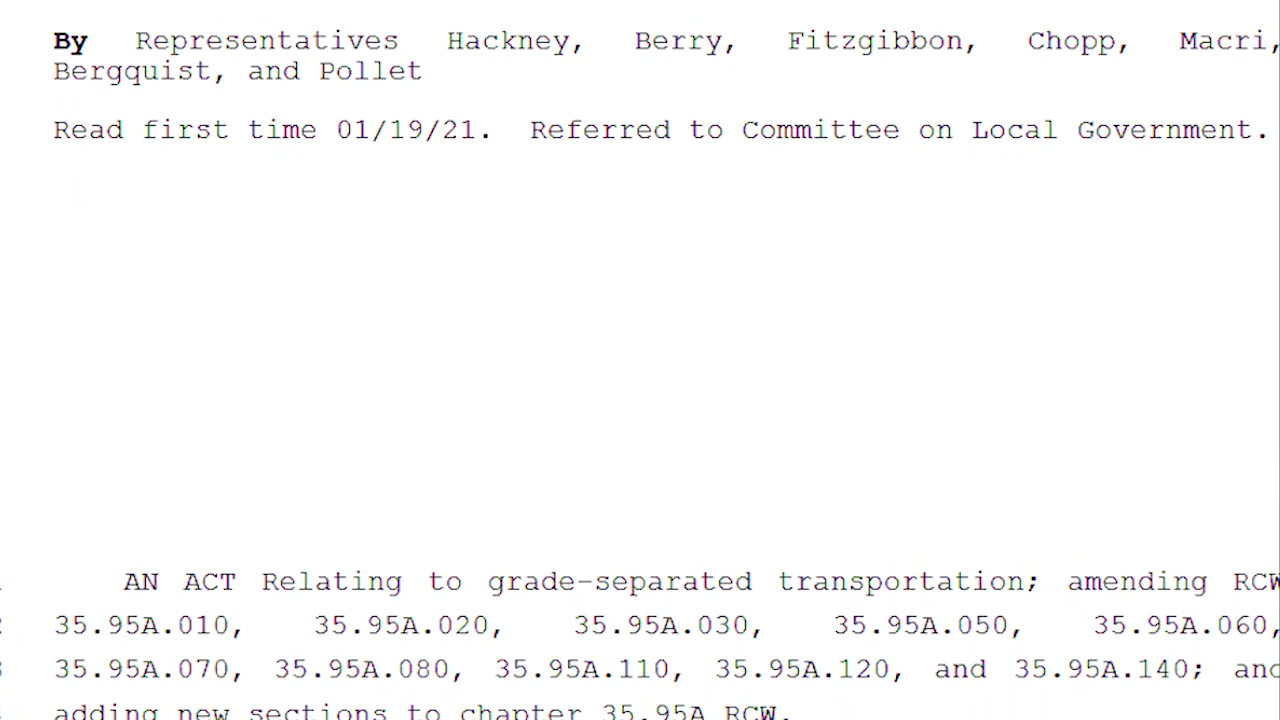 By Representatives Hackney, Berry, Fitzgibbon, Chopp, Macri,
Bergquist, and Pollet
Read first time 01/19/21. Referred to Committee on Local Government.
AN ACT Relating to grade-separated transportation; amending RCW
35.95A.010, 35.95A.020, 35.95A.030, 35.95A.050, 35.95A.060,
35.95A.070, 35.95A.080, 35.95A.110, 35.95A.120, and 35.95A.140; and
adding new sections to chapter 35.95A RCW.